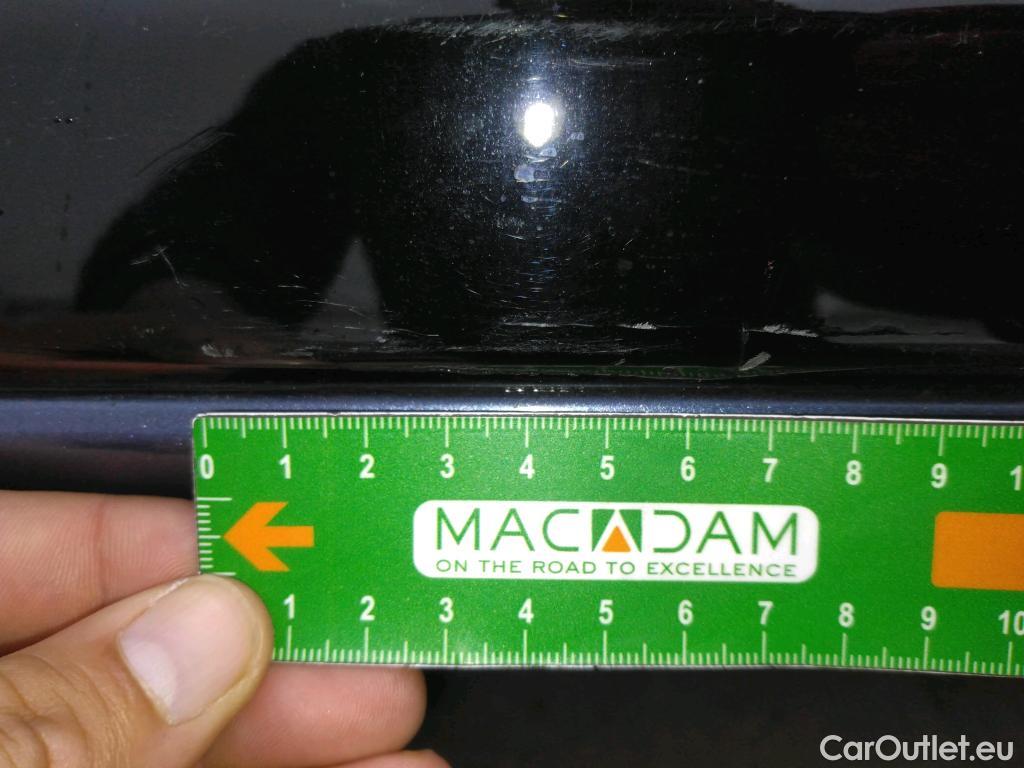 0 1 2 3 4 5 6 7 8 9 1
MACADAM
ON THE ROAD TO EXCELLENCE
1 2 3 4 5 6 7 8 9 10
CarOutlet.eu